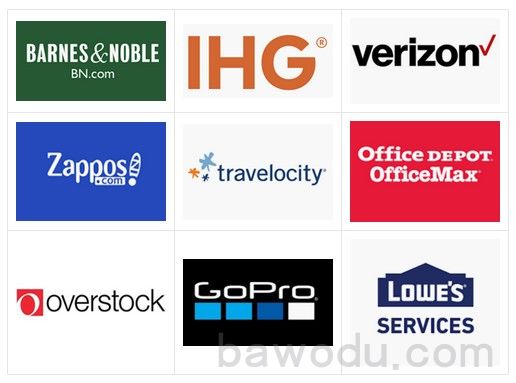 BARNES&NOBLE
BN.com
IHG®
verizon✓
Zappos!
.com
travelocity®
Office DEPOT.
OfficeMax®
overstock
GoPro®
LOWE'S®
SERVICES
bawodu.com